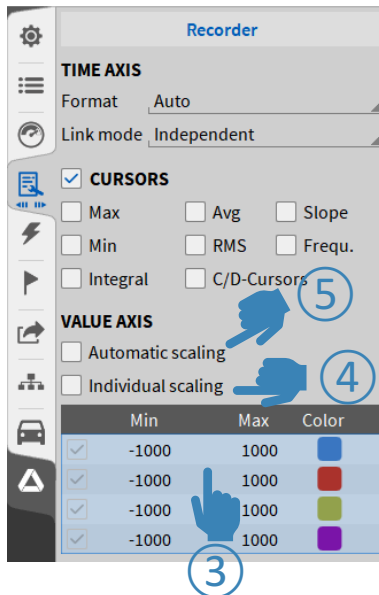 Recorder
TIME AXIS
Format Auto
Link mode Independent
CURSORS
Max Avg Slope
Min RMS Frequ.
Integral C/D-Cursors
5
VALUE AXIS
Automatic scaling
4
Individual scaling
Min Max Color
-1000 1000
-1000 1000
-1000 1000
-1000 1000
3